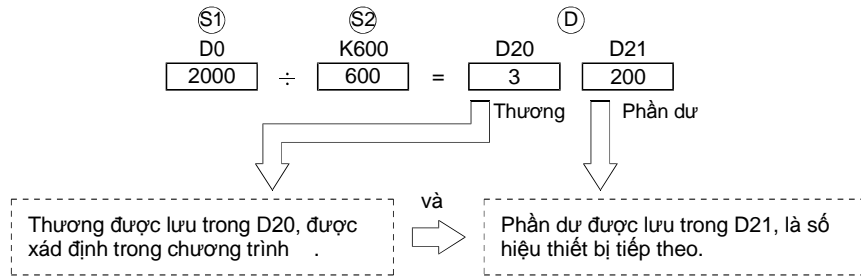 S1 S2 D
D0 K600 D20 D21
2000 ÷ 600 = 3 200
Thương Phần dư
và
Thương được lưu trong D20, được
xád định trong chương trình .
Phần dư được lưu trong D21, là số
hiệu thiết bị tiếp theo.